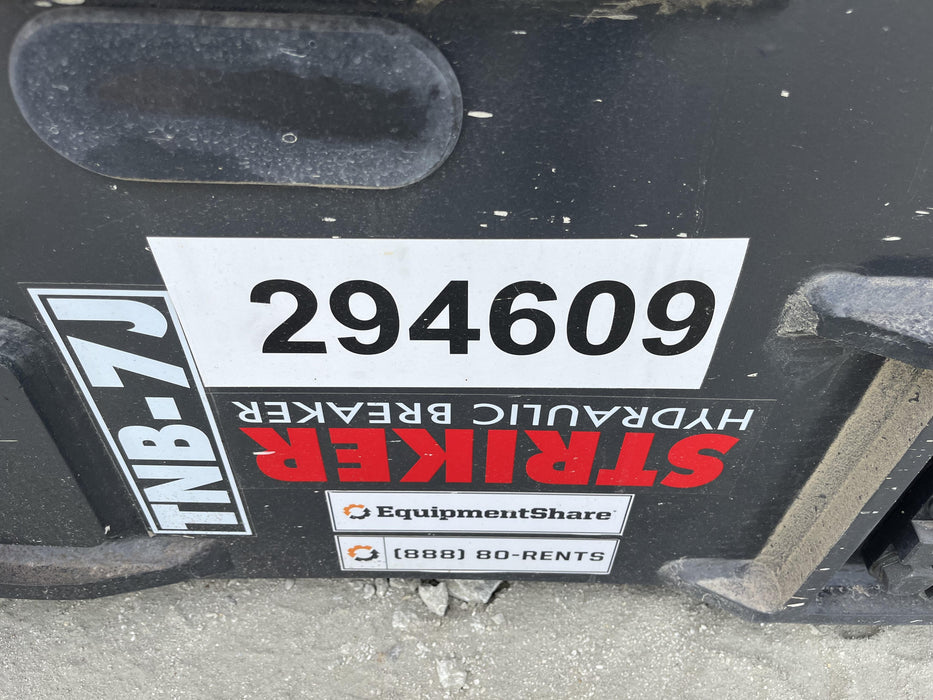 294609
TNB-7J
STRIKER
HYDRAULIC BREAKER
EquipmentShare
(888) 80-RENTS